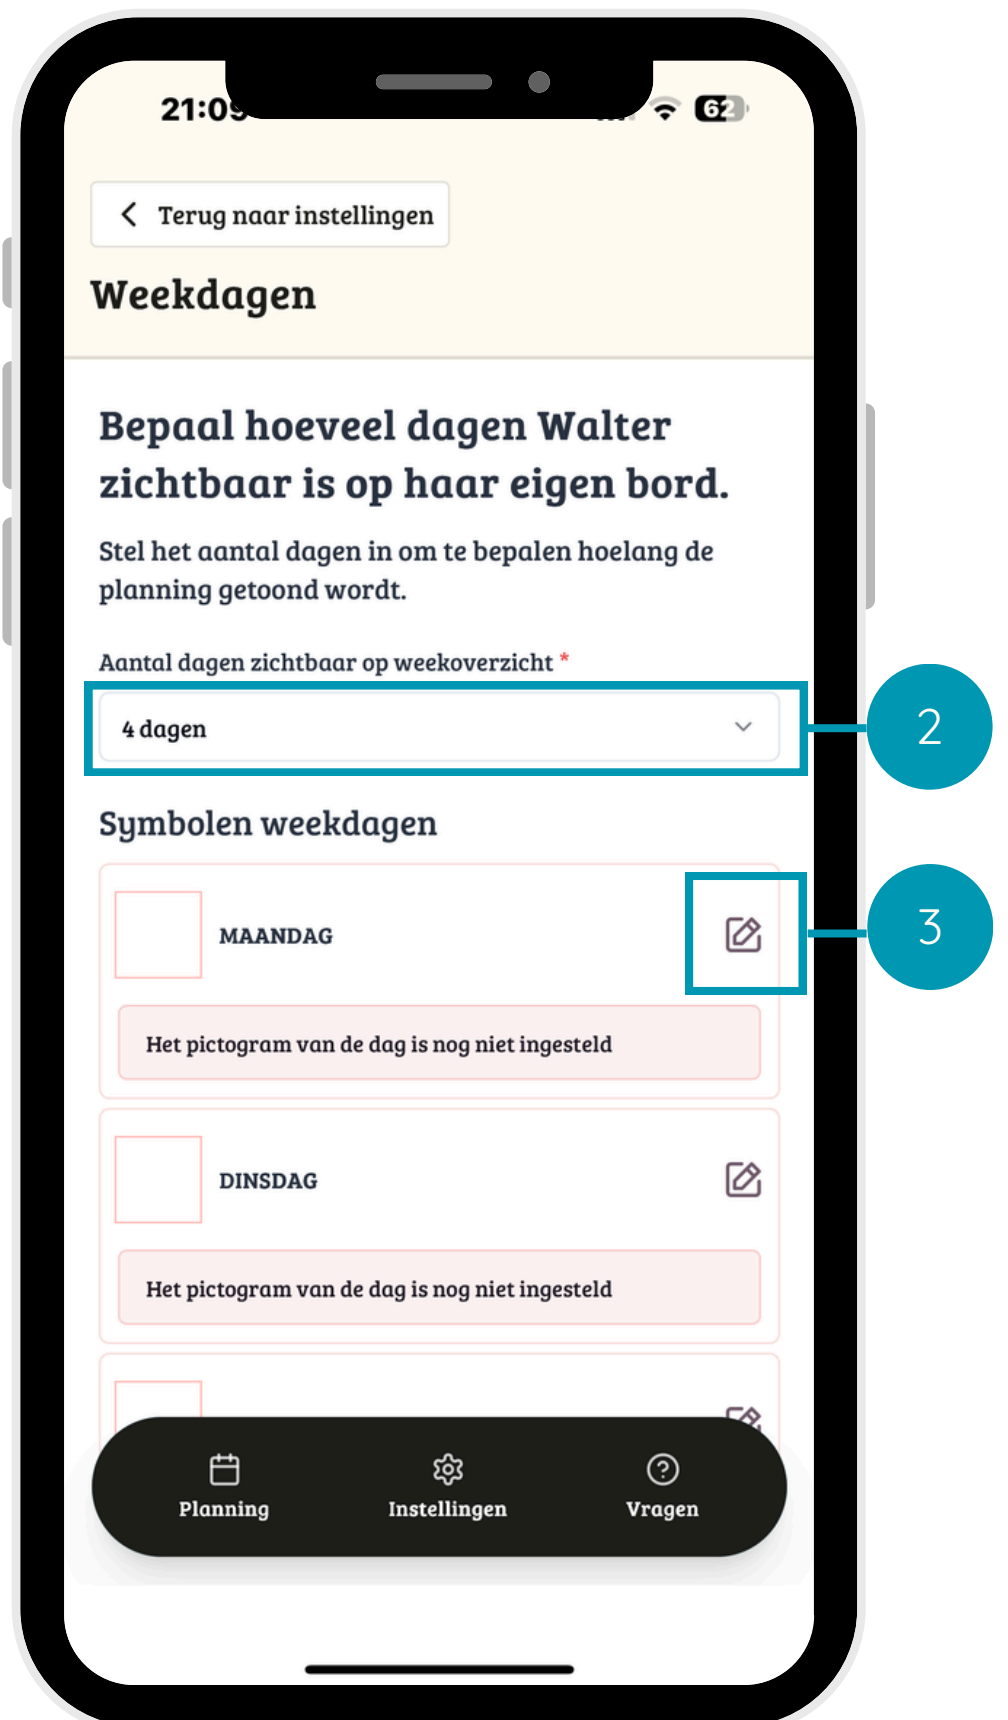 21:09
62
Terug naar instellingen
Weekdagen
Bepaal hoeveel dagen Walter
zichtbaar is op haar eigen bord.
Stel het aantal dagen in om te bepalen hoelang de
planning getoond wordt.
Aantal dagen zichtbaar op weekoverzicht *
4 dagen
2
Symbolen weekdagen
MAANDAG
3
Het pictogram van de dag is nog niet ingesteld
DINSDAG
Het pictogram van de dag is nog niet ingesteld
Planning
Instellingen
Vragen